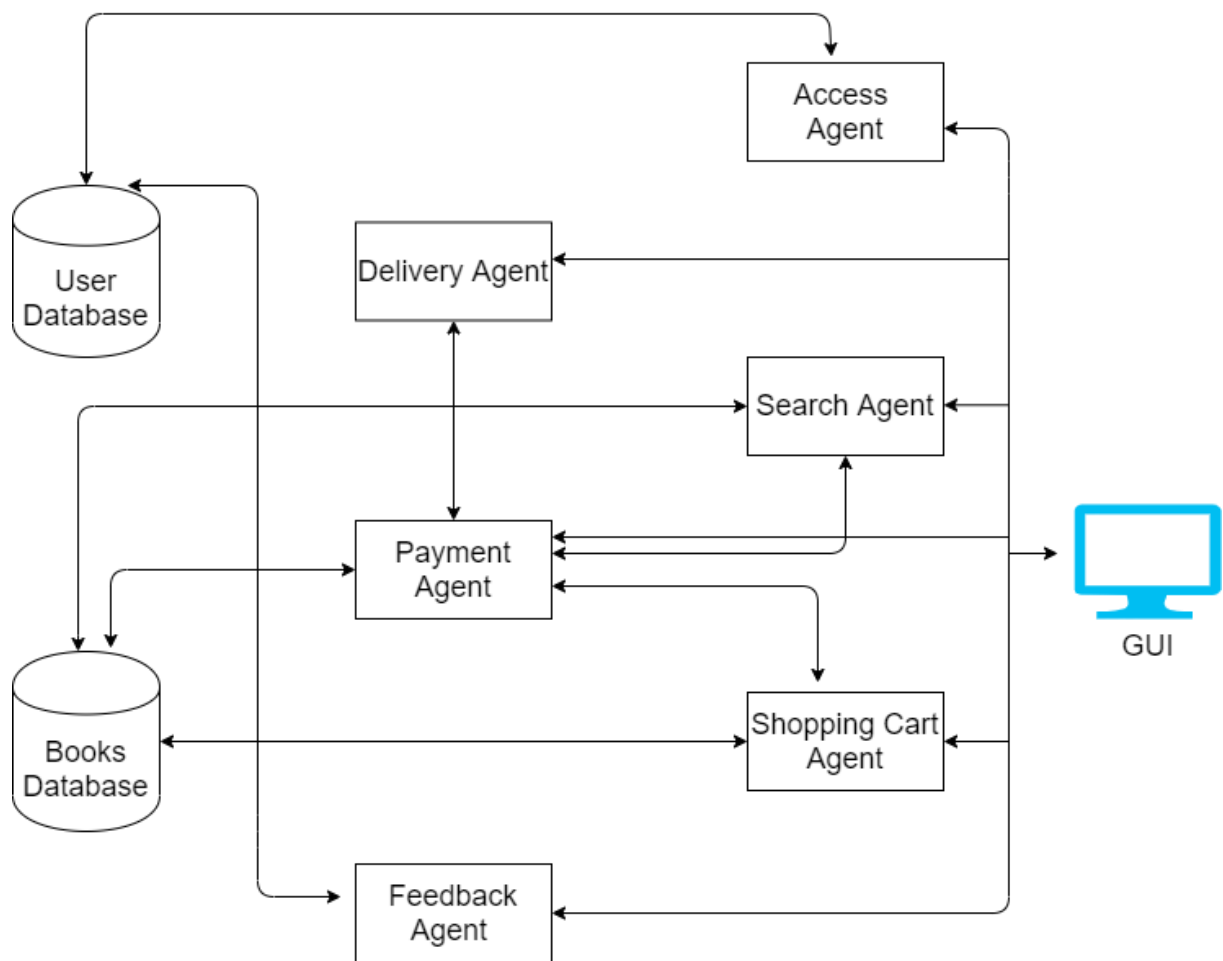 Access
Agent
User
Database
Delivery Agent
Search Agent
Payment
Agent
GUI
Books
Database
Shopping Cart
Agent
Feedback
Agent